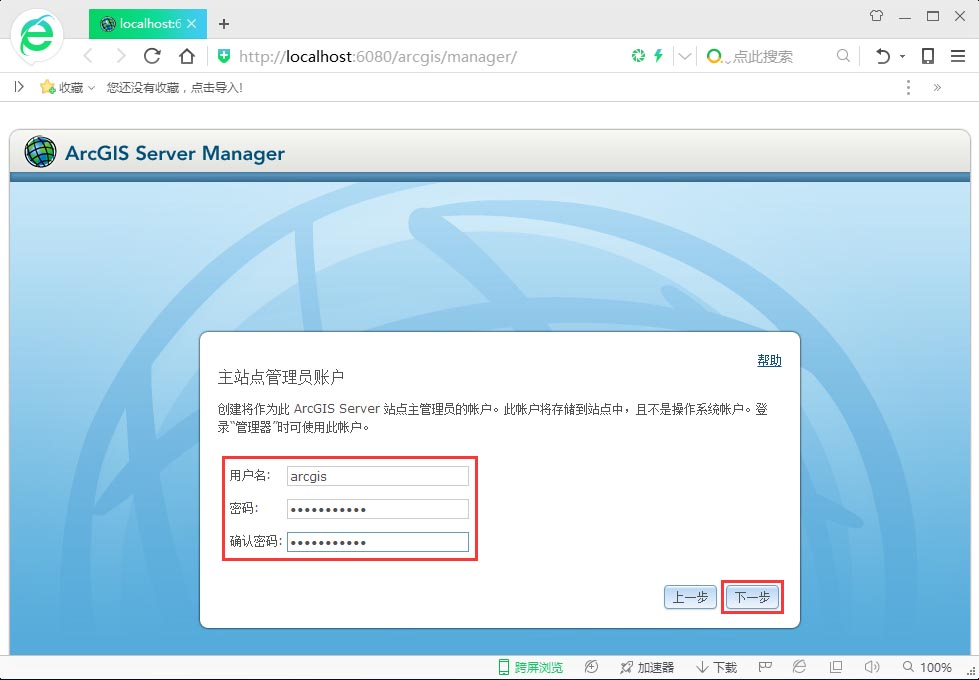 localhost:6
http://localhost:6080/arcgis/manager/
点此搜索
收藏
您还没有收藏，点击导入!
ArcGIS Server Manager
帮助
主站点管理员账户
创建将作为此 ArcGIS Server 站点主管理员的帐户。此帐户将存储到站点中，且不是操作系统帐户。登
录“管理器”时可使用此帐户。
用户名: arcgis
密码: •••••••••••
确认密码: •••••••••••
上一步 下一步
跨屏浏览 加速器 下载 100%